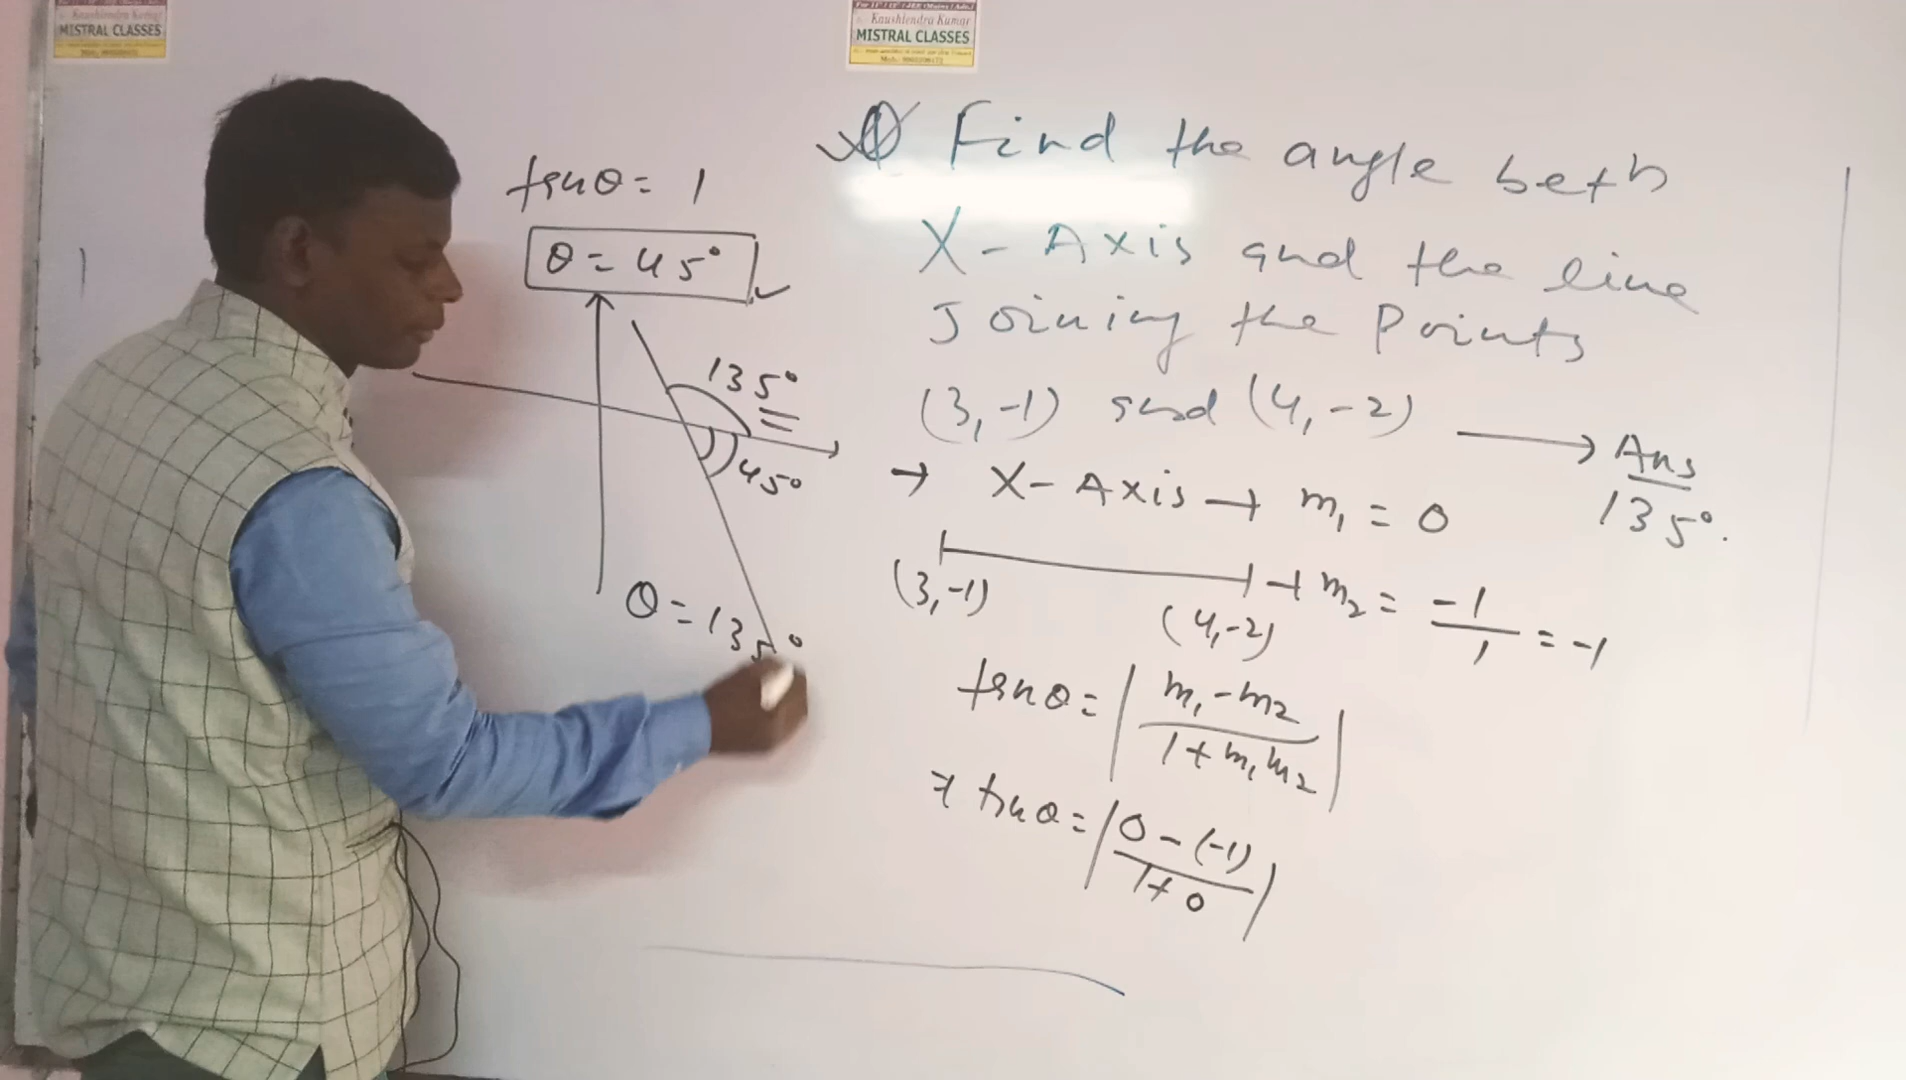 Kaushlendra Kumar
MISTRAL CLASSES
Kaushlendra Kumar
MISTRAL CLASSES
Q Find the angle betn
X-Axis and the line
Joining the Points
(3,-1) and (4,-2) → Ans
135°.
→ X-Axis → m₁ = 0
(3,-1) (4,-2) → m₂ = -1/1 = -1
tanθ = |(m₁-m₂)/(1+m₁m₂)|
⇒ tanθ = |(0-(-1))/(1+0)|
tanθ = 1
θ = 45°
135°
45°
θ = 135°